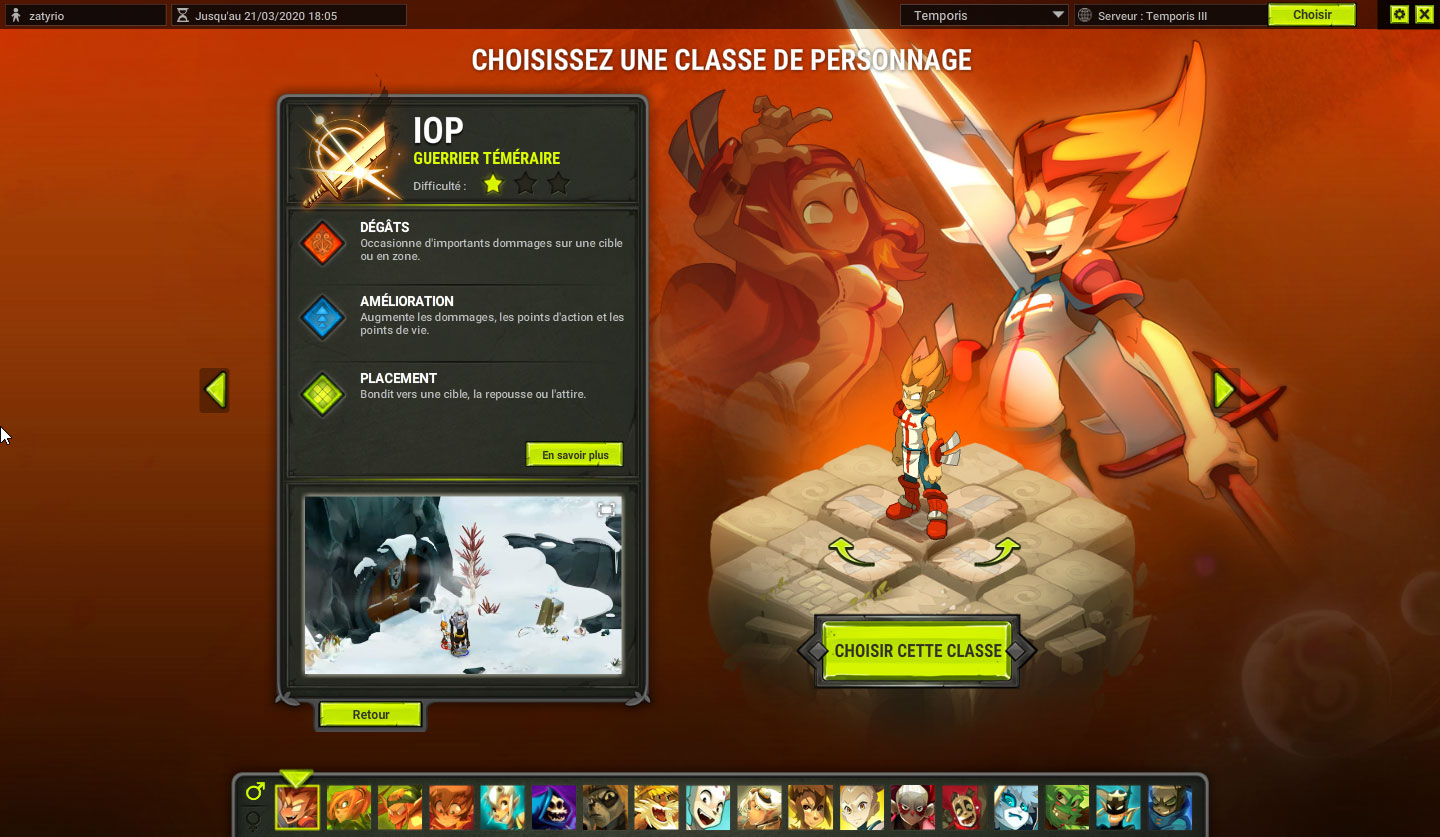 zatyrio
Jusqu'au 21/03/2020 18:05
Temporis
Serveur : Temporis III
Choisir
CHOISISSEZ UNE CLASSE DE PERSONNAGE
IOP
GUERRIER TÉMÉRAIRE
Difficulté :
DÉGÂTS
Occasionne d'importants dommages sur une cible
ou en zone.
AMÉLIORATION
Augmente les dommages, les points d'action et les
points de vie.
PLACEMENT
Bondit vers une cible, la repousse ou l'attire.
En savoir plus
CHOISIR CETTE CLASSE
Retour